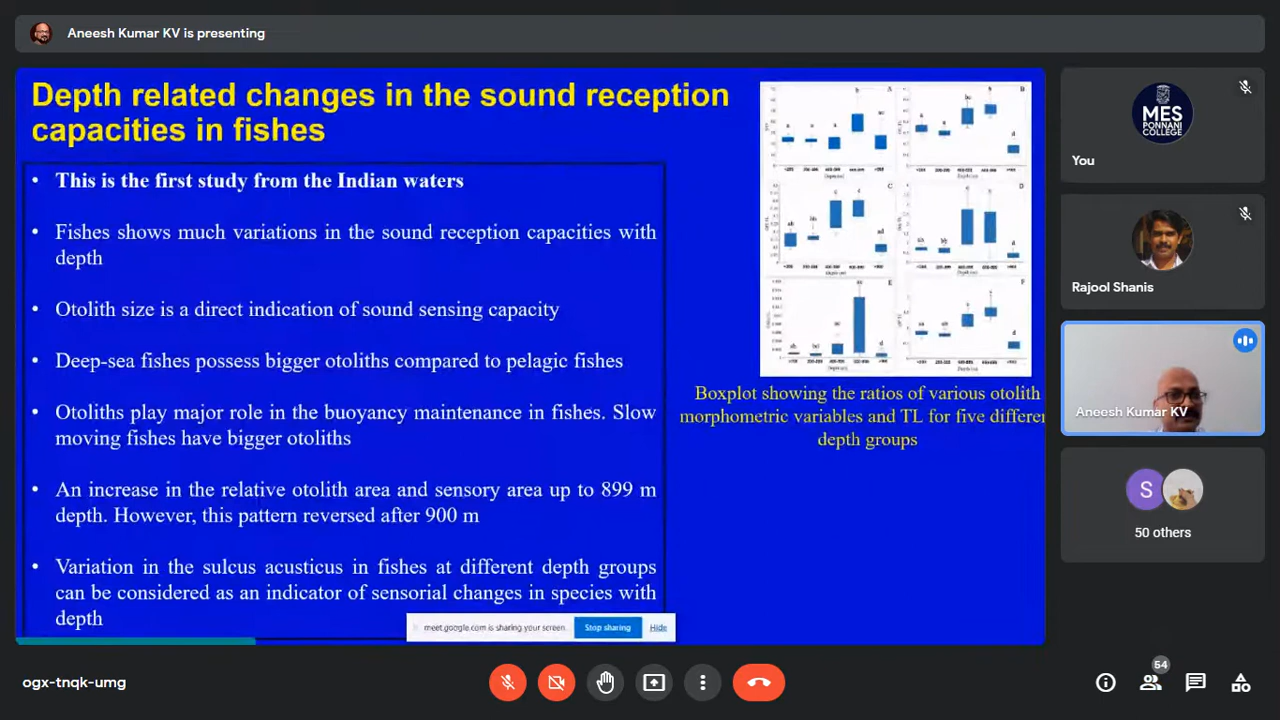 Aneesh Kumar KV is presenting
Depth related changes in the sound reception
capacities in fishes
• This is the first study from the Indian waters
• Fishes shows much variations in the sound reception capacities with
depth
• Otolith size is a direct indication of sound sensing capacity
• Deep-sea fishes possess bigger otoliths compared to pelagic fishes
• Otoliths play major role in the buoyancy maintenance in fishes. Slow
moving fishes have bigger otoliths
• An increase in the relative otolith area and sensory area up to 899 m
depth. However, this pattern reversed after 900 m
• Variation in the sulcus acusticus in fishes at different depth groups
can be considered as an indicator of sensorial changes in species with
depth
A
B
C
D
E
F
Boxplot showing the ratios of various otolith
morphometric variables and TL for five differen
depth groups
meet.google.com is sharing your screen.
Stop sharing
Hide
MES
PONNANI
COLLEGE
You
Rajool Shanis
Aneesh Kumar KV
S
50 others
ogx-tnqk-umg
54